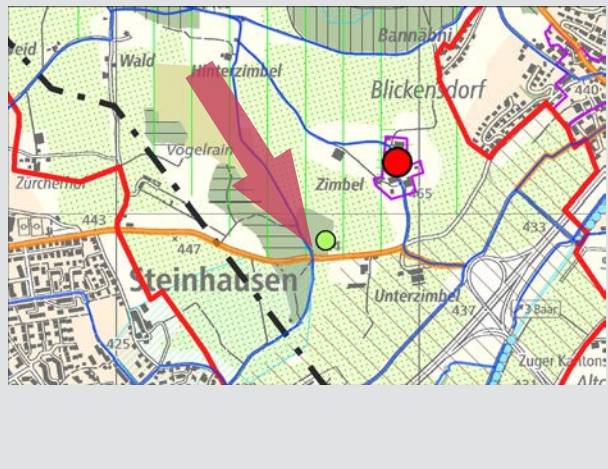 Bannäbni
Wald
Hinterzimbel
Blickensdorf
440
Vogelrain
Zürcherhof
Zimbel
465
443
447
433
Steinhausen
Unterzimbel
437
3 Baar
425
Zuger Kantons
431